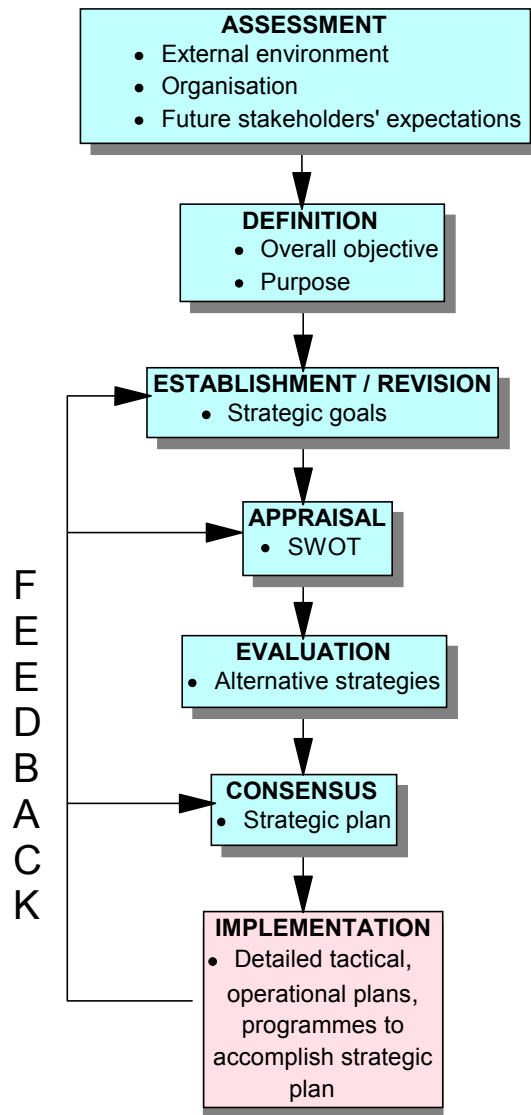 ASSESSMENT
• External environment
• Organisation
• Future stakeholders' expectations
DEFINITION
• Overall objective
• Purpose
ESTABLISHMENT / REVISION
• Strategic goals
APPRAISAL
• SWOT
EVALUATION
• Alternative strategies
CONSENSUS
• Strategic plan
IMPLEMENTATION
• Detailed tactical,
operational plans,
programmes to
accomplish strategic
plan
FEEDBACK